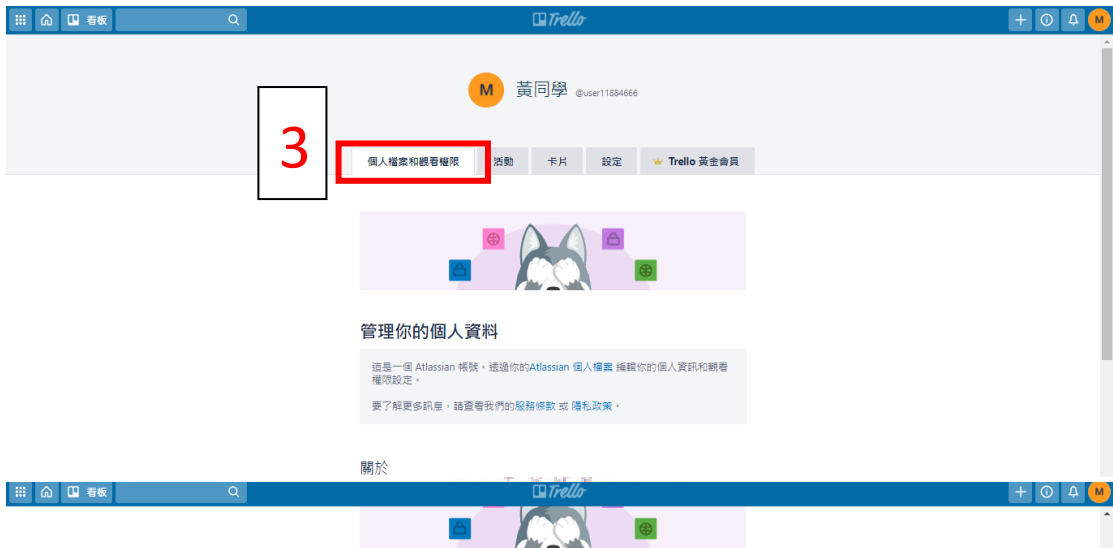 看板
Trello
M
M 黃同學 @user11884666
3
個人檔案和觀看權限 活動 卡片 設定 Trello 黃金會員
管理你的個人資料
這是一個 Atlassian 帳號。透過你的Atlassian 個人檔案 編輯你的個人資訊和觀看
權限設定。
要了解更多訊息,請查看我們的服務條款 或 隱私政策。
關於
看板
Trello
M